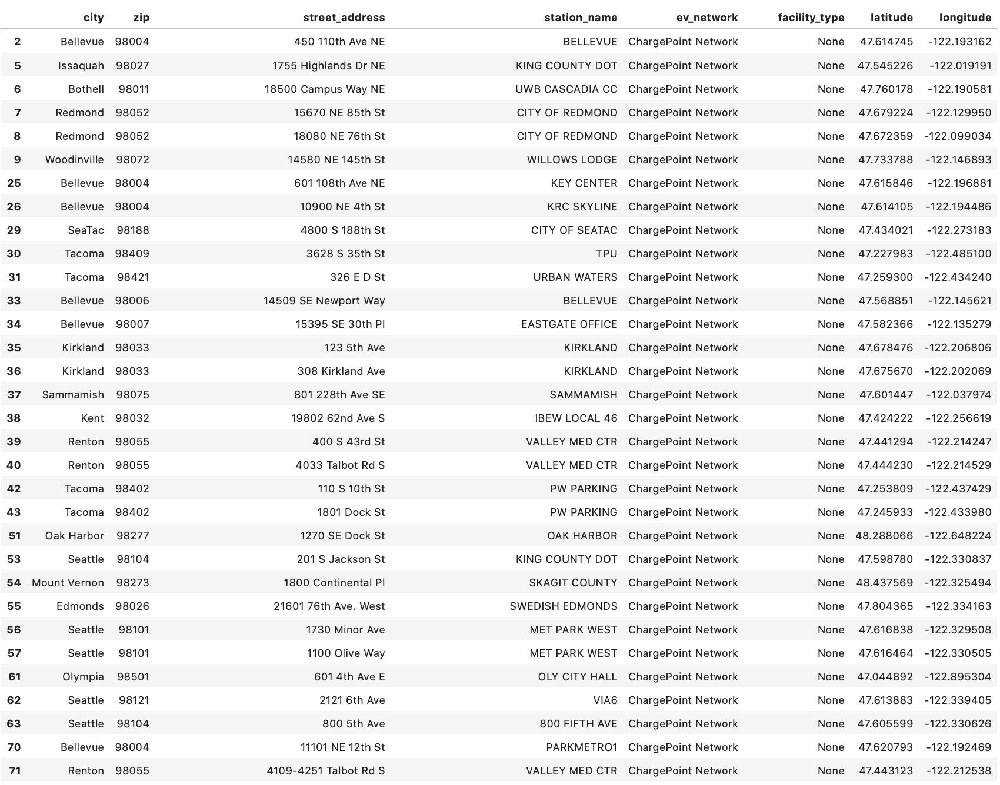 city zip street_address station_name ev_network facility_type latitude longitude
2 Bellevue 98004 450 110th Ave NE BELLEVUE ChargePoint Network None 47.614745 -122.193162
5 Issaquah 98027 1755 Highlands Dr NE KING COUNTY DOT ChargePoint Network None 47.545226 -122.019191
6 Bothell 98011 18500 Campus Way NE UWB CASCADIA CC ChargePoint Network None 47.760178 -122.190581
7 Redmond 98052 15670 NE 85th St CITY OF REDMOND ChargePoint Network None 47.679224 -122.129950
8 Redmond 98052 18080 NE 76th St CITY OF REDMOND ChargePoint Network None 47.672359 -122.099034
9 Woodinville 98072 14580 NE 145th St WILLOWS LODGE ChargePoint Network None 47.733788 -122.146893
25 Bellevue 98004 601 108th Ave NE KEY CENTER ChargePoint Network None 47.615846 -122.196881
26 Bellevue 98004 10900 NE 4th St KRC SKYLINE ChargePoint Network None 47.614105 -122.194486
29 SeaTac 98188 4800 S 188th St CITY OF SEATAC ChargePoint Network None 47.434021 -122.273183
30 Tacoma 98409 3628 S 35th St TPU ChargePoint Network None 47.227983 -122.485100
31 Tacoma 98421 326 E D St URBAN WATERS ChargePoint Network None 47.259300 -122.434240
33 Bellevue 98006 14509 SE Newport Way BELLEVUE ChargePoint Network None 47.568851 -122.145621
34 Bellevue 98007 15395 SE 30th Pl EASTGATE OFFICE ChargePoint Network None 47.582366 -122.135279
35 Kirkland 98033 123 5th Ave KIRKLAND ChargePoint Network None 47.678476 -122.206806
36 Kirkland 98033 308 Kirkland Ave KIRKLAND ChargePoint Network None 47.675670 -122.202069
37 Sammamish 98075 801 228th Ave SE SAMMAMISH ChargePoint Network None 47.601447 -122.037974
38 Kent 98032 19802 62nd Ave S IBEW LOCAL 46 ChargePoint Network None 47.424222 -122.256619
39 Renton 98055 400 S 43rd St VALLEY MED CTR ChargePoint Network None 47.441294 -122.214247
40 Renton 98055 4033 Talbot Rd S VALLEY MED CTR ChargePoint Network None 47.444230 -122.214529
42 Tacoma 98402 110 S 10th St PW PARKING ChargePoint Network None 47.253809 -122.437429
43 Tacoma 98402 1801 Dock St PW PARKING ChargePoint Network None 47.245933 -122.433980
51 Oak Harbor 98277 1270 SE Dock St OAK HARBOR ChargePoint Network None 48.288066 -122.648224
53 Seattle 98104 201 S Jackson St KING COUNTY DOT ChargePoint Network None 47.598780 -122.330837
54 Mount Vernon 98273 1800 Continental Pl SKAGIT COUNTY ChargePoint Network None 48.437569 -122.325494
55 Edmonds 98026 21601 76th Ave. West SWEDISH EDMONDS ChargePoint Network None 47.804365 -122.334163
56 Seattle 98101 1730 Minor Ave MET PARK WEST ChargePoint Network None 47.616838 -122.329508
57 Seattle 98101 1100 Olive Way MET PARK WEST ChargePoint Network None 47.616464 -122.330505
61 Olympia 98501 601 4th Ave E OLY CITY HALL ChargePoint Network None 47.044892 -122.895304
62 Seattle 98121 2121 6th Ave VIA6 ChargePoint Network None 47.613883 -122.339405
63 Seattle 98104 800 5th Ave 800 FIFTH AVE ChargePoint Network None 47.605599 -122.330626
70 Bellevue 98004 11101 NE 12th St PARKMETRO1 ChargePoint Network None 47.620793 -122.192469
71 Renton 98055 4109-4251 Talbot Rd S VALLEY MED CTR ChargePoint Network None 47.443123 -122.212538